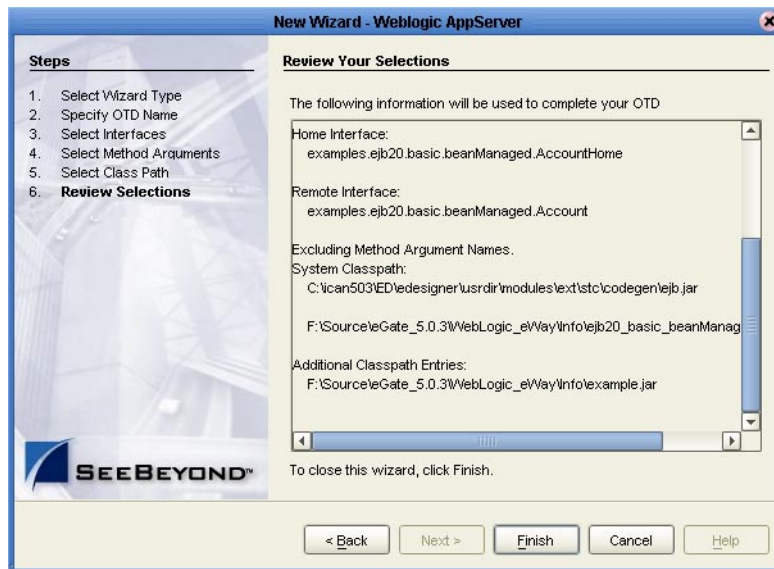 New Wizard - Weblogic AppServer
Steps
1. Select Wizard Type
2. Specify OTD Name
3. Select Interfaces
4. Select Method Arguments
5. Select Class Path
6. Review Selections
SEEBEYOND™
Review Your Selections
The following information will be used to complete your OTD
Home Interface:
examples.ejb20.basic.beanManaged.AccountHome
Remote Interface:
examples.ejb20.basic.beanManaged.Account
Excluding Method Argument Names.
System Classpath:
C:\ican503\ED\edesigner\usrdir\modules\ext\stc\codegen\ejb.jar
F:\Source\eGate_5.0.3\WebLogic_eWay\Info\ejb20_basic_beanManag
Additional Classpath Entries:
F:\Source\eGate_5.0.3\WebLogic_eWay\Info\example.jar
To close this wizard, click Finish.
< Back Next > Finish Cancel Help